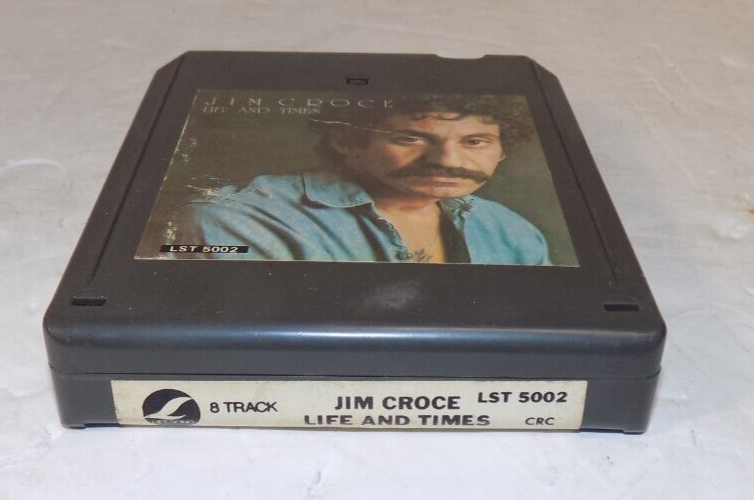 JIM CROCE
LIFE AND TIMES
LST 5002
8 TRACK
JIM CROCE LST 5002
LIFE AND TIMES CRC